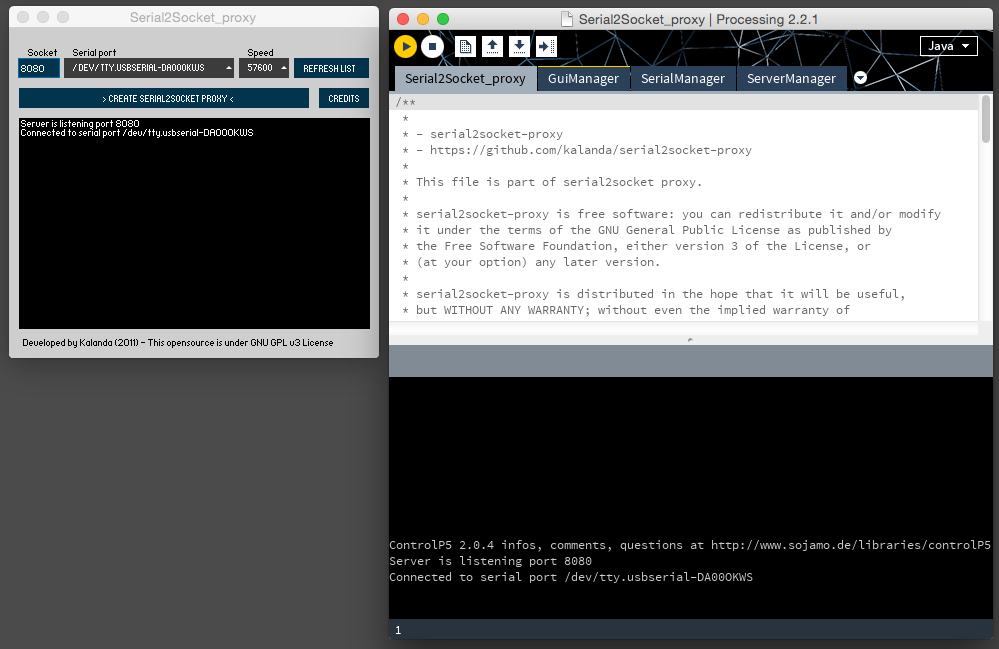 Serial2Socket_proxy
Socket Serial port Speed
8080 /DEV/TTY.USBSERIAL-DA00OKWS 57600 REFRESH LIST
> CREATE SERIAL2SOCKET PROXY < CREDITS
Server is listening port 8080
Connected to serial port /dev/tty.usbserial-DA00OKWS
Developed by Kalanda (2011) - This opensource is under GNU GPL v3 License
Serial2Socket_proxy | Processing 2.2.1
Java
Serial2Socket_proxy GuiManager SerialManager ServerManager
/**
*
* - serial2socket-proxy
* - https://github.com/kalanda/serial2socket-proxy
*
* This file is part of serial2socket proxy.
*
* serial2socket-proxy is free software: you can redistribute it and/or modify
* it under the terms of the GNU General Public License as published by
* the Free Software Foundation, either version 3 of the License, or
* (at your option) any later version.
*
* serial2socket-proxy is distributed in the hope that it will be useful,
* but WITHOUT ANY WARRANTY; without even the implied warranty of
ControlP5 2.0.4 infos, comments, questions at http://www.sojamo.de/libraries/controlP5
Server is listening port 8080
Connected to serial port /dev/tty.usbserial-DA00OKWS
1